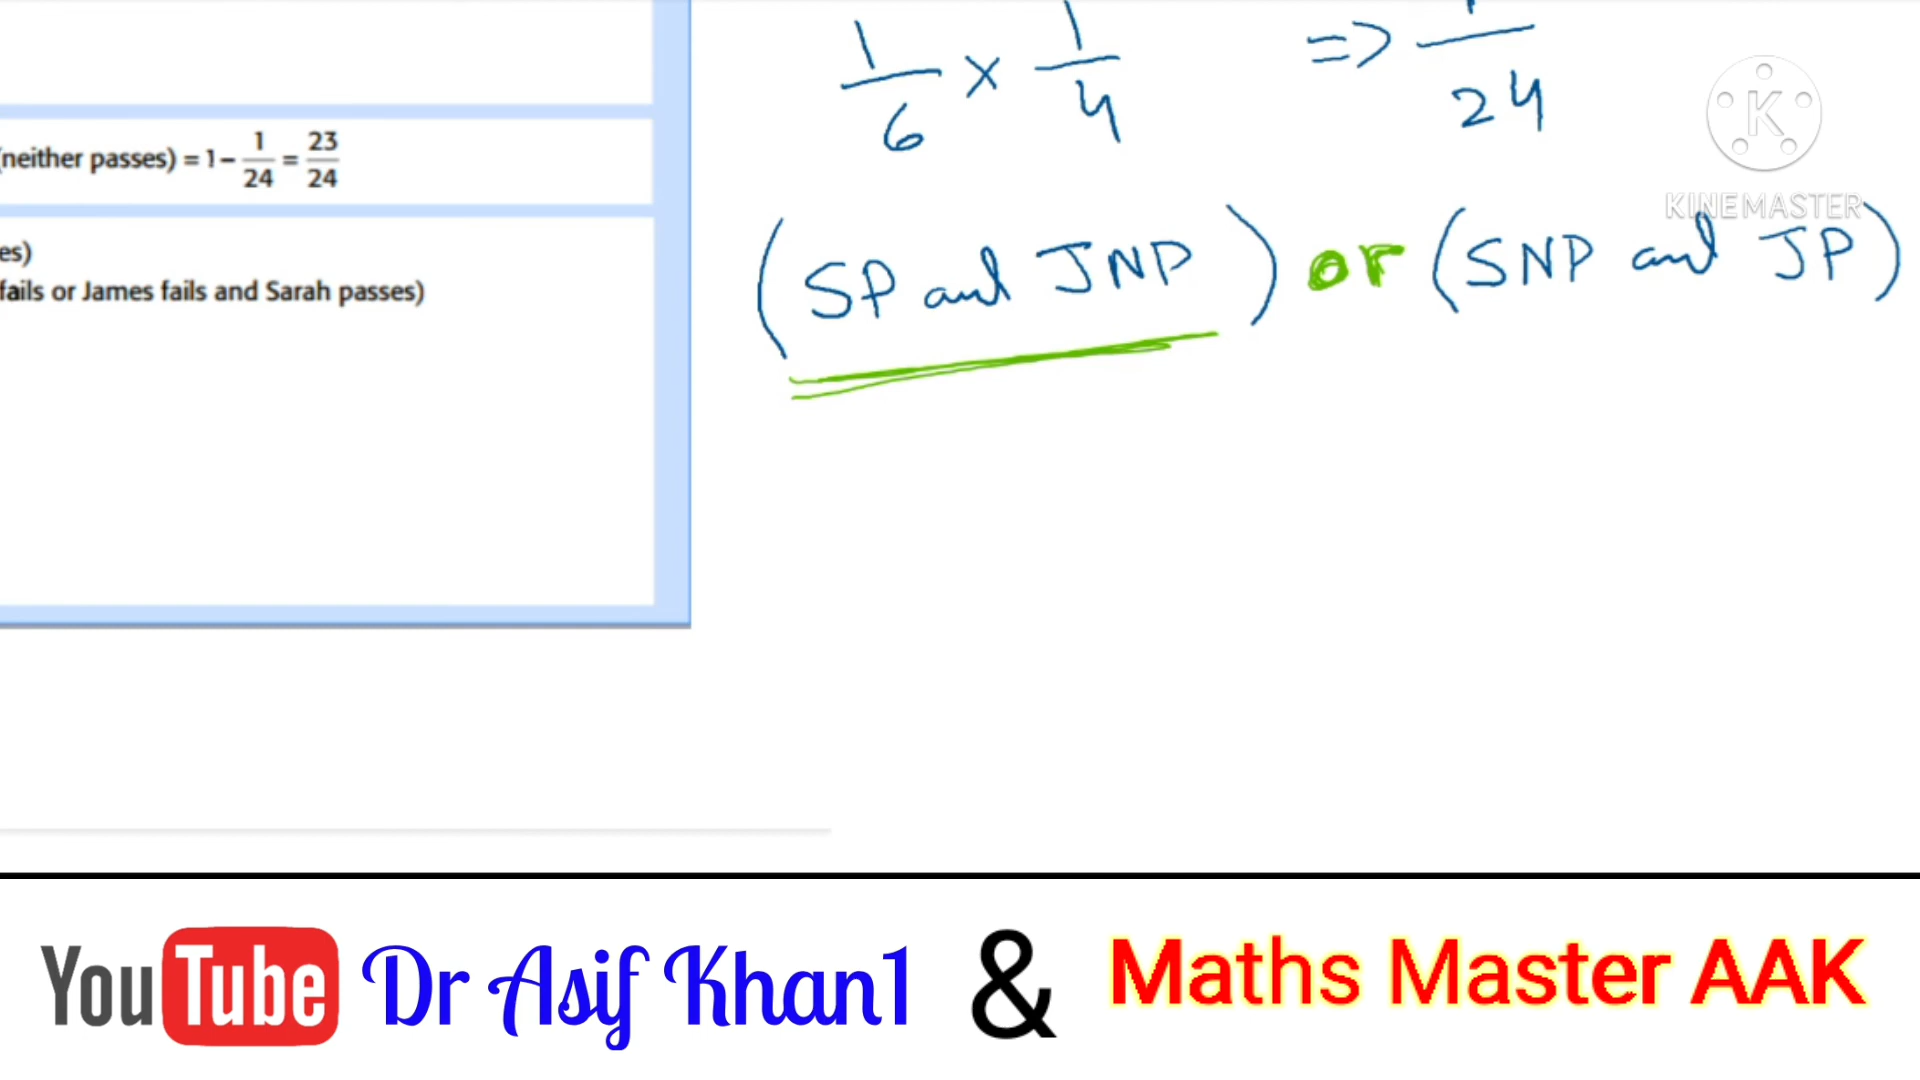 1/6 × 1/4 => 1/24
KINEMASTER
(neither passes) = 1 – 1/24 = 23/24
(SP and JNP) or (SNP and JP)
es)
fails or James fails and Sarah passes)
YouTube Dr Asif Khan1 & Maths Master AAK